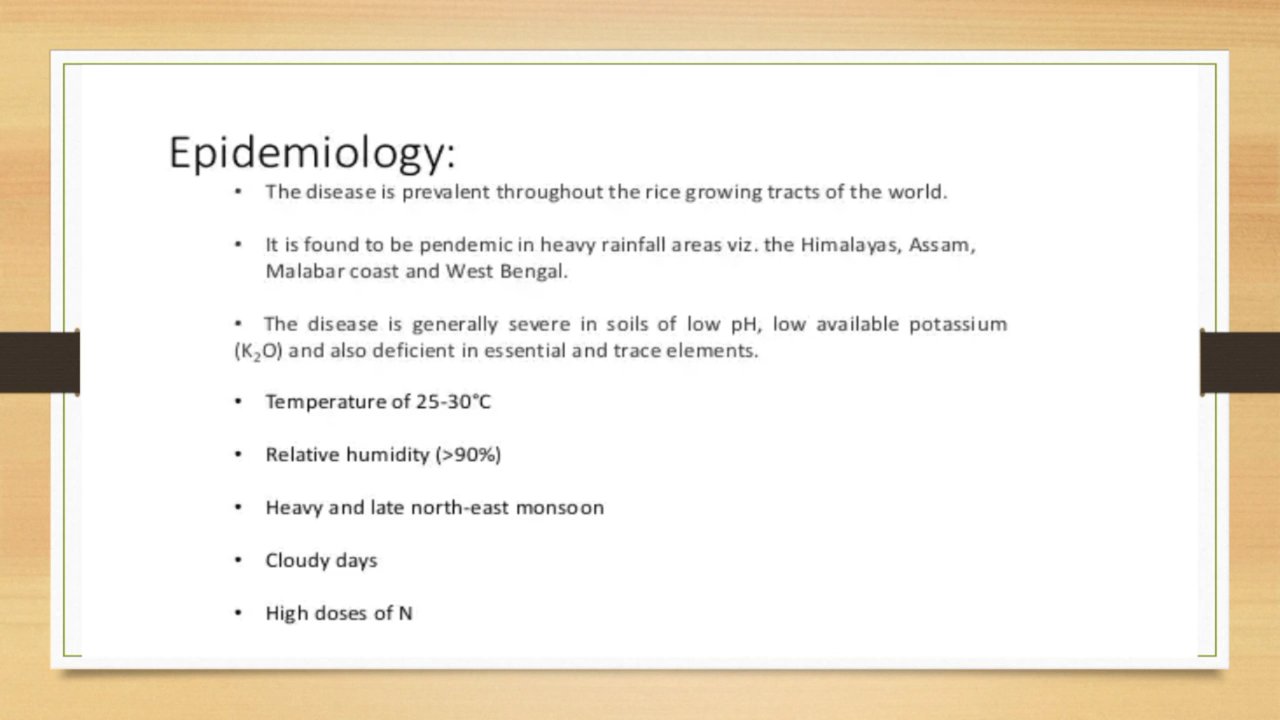 Epidemiology:
• The disease is prevalent throughout the rice growing tracts of the world.
• It is found to be pendemic in heavy rainfall areas viz. the Himalayas, Assam,
Malabar coast and West Bengal.
• The disease is generally severe in soils of low pH, low available potassium
(K₂O) and also deficient in essential and trace elements.
• Temperature of 25-30°C
• Relative humidity (>90%)
• Heavy and late north-east monsoon
• Cloudy days
• High doses of N